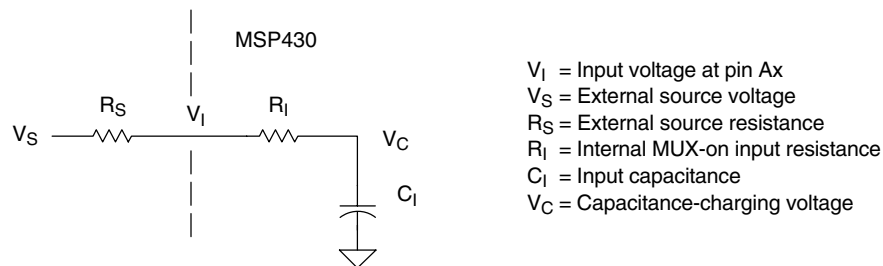 MSP430
R_S V_I R_I
V_S V_C
C_I
V_I = Input voltage at pin Ax
V_S = External source voltage
R_S = External source resistance
R_I = Internal MUX-on input resistance
C_I = Input capacitance
V_C = Capacitance-charging voltage